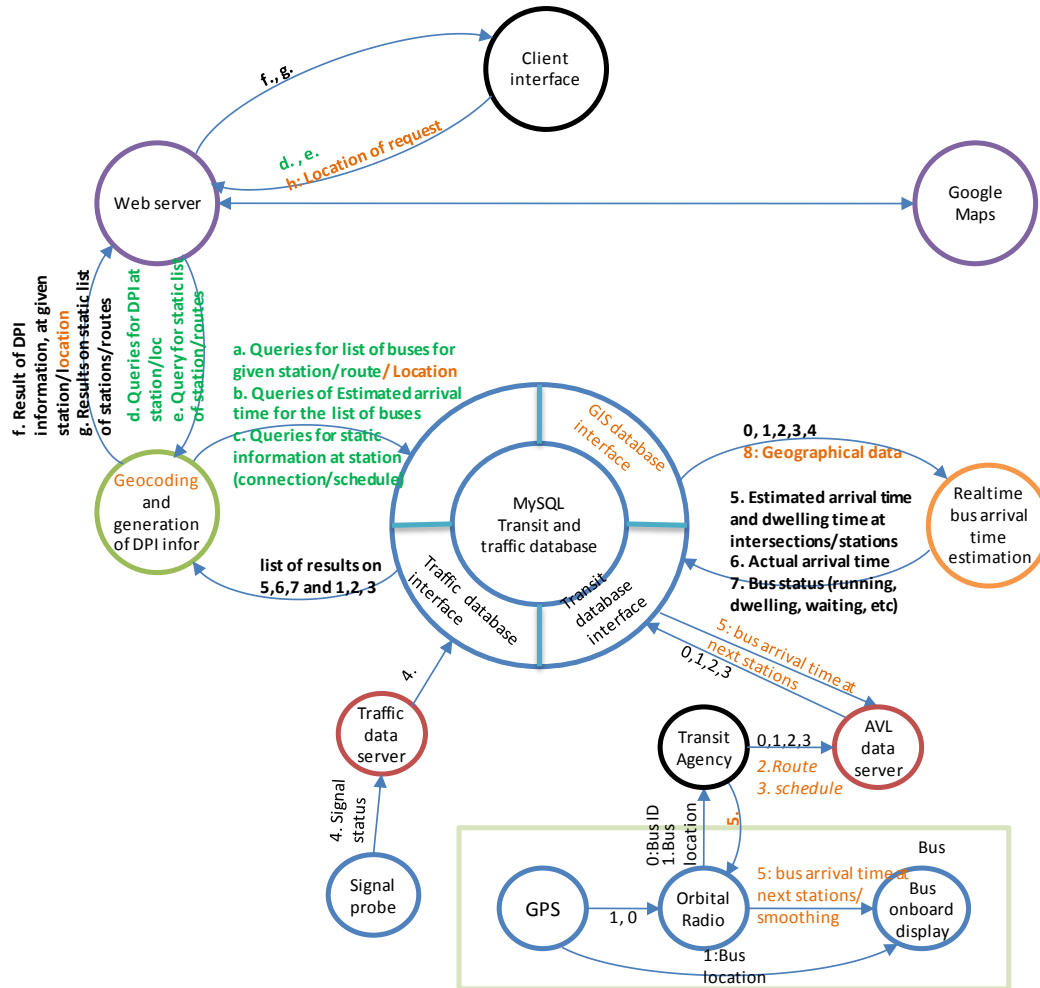 Client
interface
f., g.
d. , e.
h: Location of request
Web server
Google
Maps
f. Result of DPI
information, at given
station/location
g. Results on static list
of stations/routes
d. Queries for DPI at
station/loc
e. Query for static list
of station/routes
a. Queries for list of buses for
given station/route/ Location
b. Queries of Estimated arrival
time for the list of buses
c. Queries for static
information at station
(connection/schedule)
GIS database
interface
0, 1,2,3,4
8: Geographical data
Geocoding
and
generation
of DPI infor
MySQL
Transit and
traffic database
5. Estimated arrival time
and dwelling time at
intersections/stations
6. Actual arrival time
7. Bus status (running,
dwelling, waiting, etc)
Realtime
bus arrival
time
estimation
list of results on
5,6,7 and 1,2, 3
Traffic database
interface
Transit
database
interface
5: bus arrival time at
next stations
0,1,2,3
4.
Traffic
data
server
Transit
Agency
0,1,2,3
2.Route
3. schedule
AVL
data
server
4. Signal
status
0:Bus ID
1.Bus
location
5.
Bus
Signal
probe
GPS
1, 0
Orbital
Radio
5: bus arrival time at
next stations/
smoothing
Bus
onboard
display
1:Bus
location